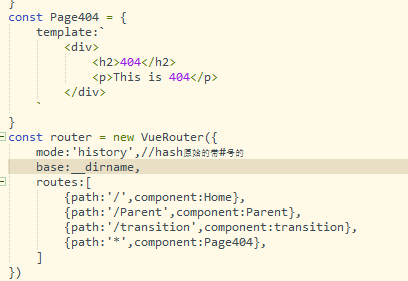 }
const Page404 = {
    template:`
        <div>
            <h2>404</h2>
            <p>This is 404</p>
        </div>
    `
}
const router = new VueRouter({
    mode:'history',//hash原始的带#号的
    base:__dirname,
    routes:[
        {path:'/',component:Home},
        {path:'/Parent',component:Parent},
        {path:'/transition',component:transition},
        {path:'*',component:Page404},
    ]
})